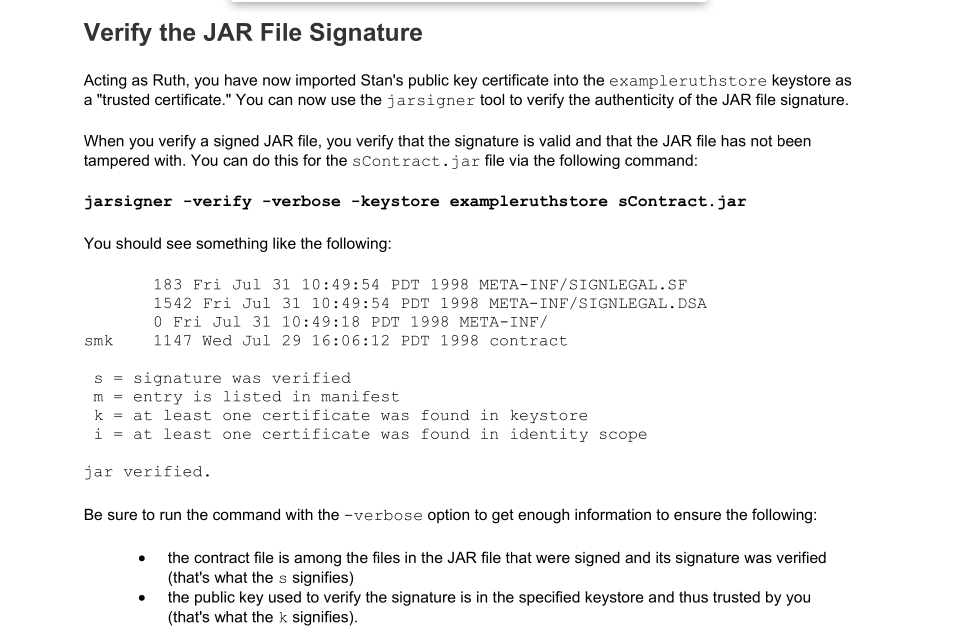 Verify the JAR File Signature
Acting as Ruth, you have now imported Stan's public key certificate into the exampleruthstore keystore as
a "trusted certificate." You can now use the jarsigner tool to verify the authenticity of the JAR file signature.
When you verify a signed JAR file, you verify that the signature is valid and that the JAR file has not been
tampered with. You can do this for the sContract.jar file via the following command:
jarsigner -verify -verbose -keystore exampleruthstore sContract.jar
You should see something like the following:
183 Fri Jul 31 10:49:54 PDT 1998 META-INF/SIGNLEGAL.SF
1542 Fri Jul 31 10:49:54 PDT 1998 META-INF/SIGNLEGAL.DSA
0 Fri Jul 31 10:49:18 PDT 1998 META-INF/
smk 1147 Wed Jul 29 16:06:12 PDT 1998 contract
s = signature was verified
m = entry is listed in manifest
k = at least one certificate was found in keystore
i = at least one certificate was found in identity scope
jar verified.
Be sure to run the command with the -verbose option to get enough information to ensure the following:
• the contract file is among the files in the JAR file that were signed and its signature was verified
(that's what the s signifies)
• the public key used to verify the signature is in the specified keystore and thus trusted by you
(that's what the k signifies).